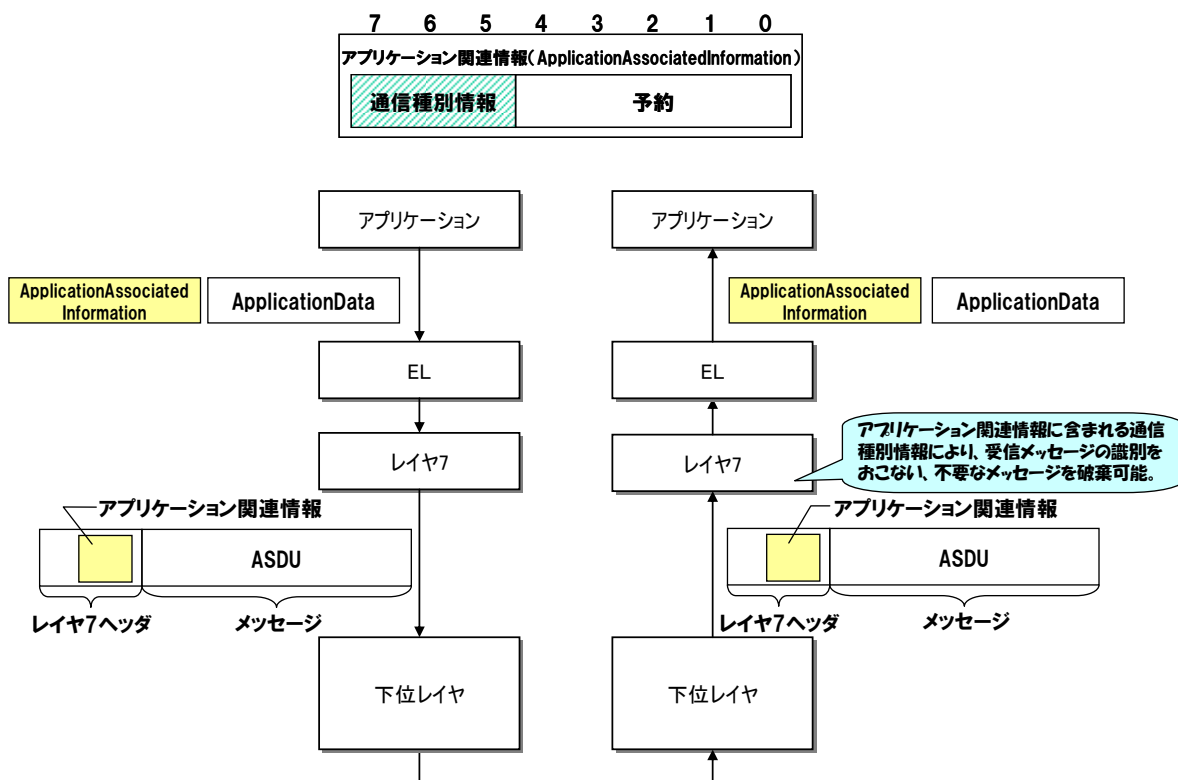 7 6 5 4 3 2 1 0
アプリケーション関連情報(ApplicationAssociatedInformation)
通信種別情報 予約
アプリケーション アプリケーション
ApplicationAssociated
Information
ApplicationData
ApplicationAssociated
Information
ApplicationData
EL EL
レイヤ7 レイヤ7
アプリケーション関連情報に含まれる通信
種別情報により、受信メッセージの識別を
おこない、不要なメッセージを破棄可能。
アプリケーション関連情報 アプリケーション関連情報
ASDU ASDU
レイヤ7ヘッダ メッセージ レイヤ7ヘッダ メッセージ
下位レイヤ 下位レイヤ